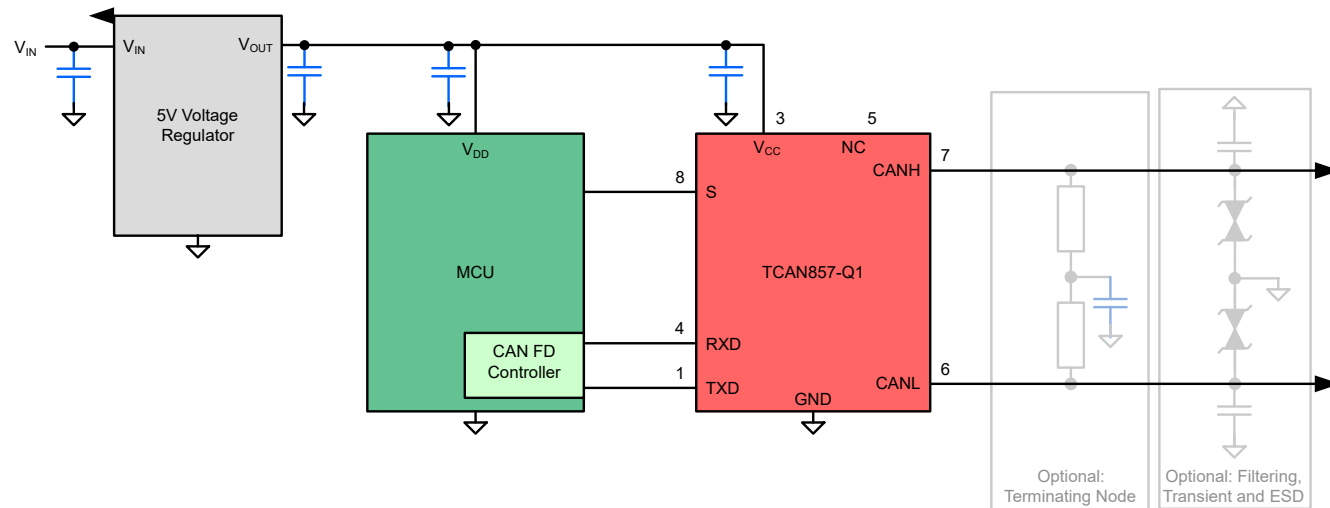 VIN
VIN
VOUT
5V Voltage
Regulator
VDD
8
MCU
4
CAN FD
Controller
1
3
5
VCC
NC
7
CANH
S
TCAN857-Q1
RXD
TXD
CANL
6
GND
Optional:
Terminating Node
Optional: Filtering,
Transient and ESD